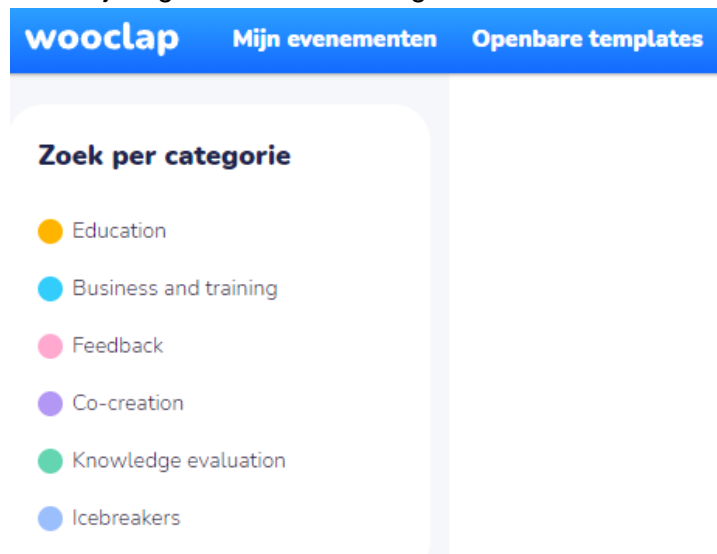 wooclap Mijn evenementen Openbare templates
Zoek per categorie
Education
Business and training
Feedback
Co-creation
Knowledge evaluation
Icebreakers